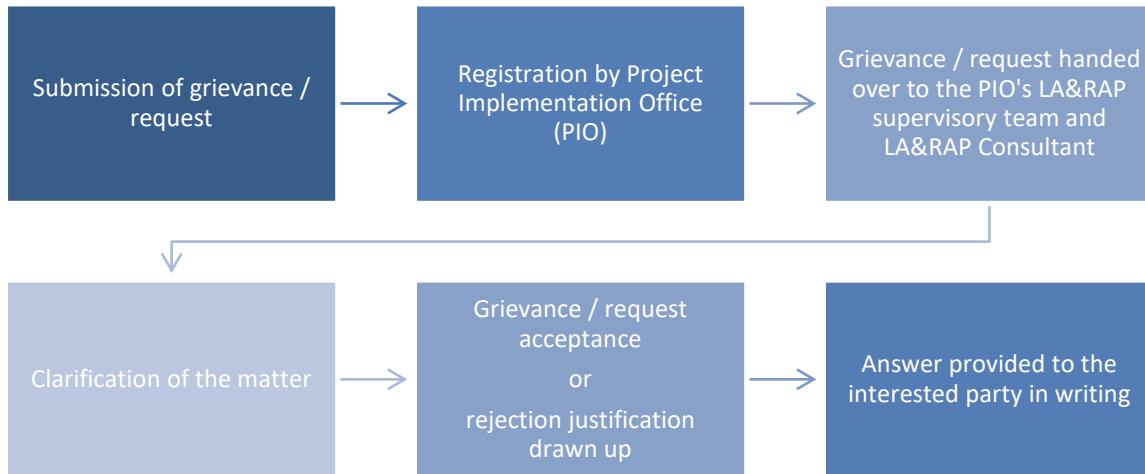 Submission of grievance /
request
Registration by Project
Implementation Office
(PIO)
Grievance / request handed
over to the PIO's LA&RAP
supervisory team and
LA&RAP Consultant
Clarification of the matter
Grievance / request
acceptance
or
rejection justification
drawn up
Answer provided to the
interested party in writing